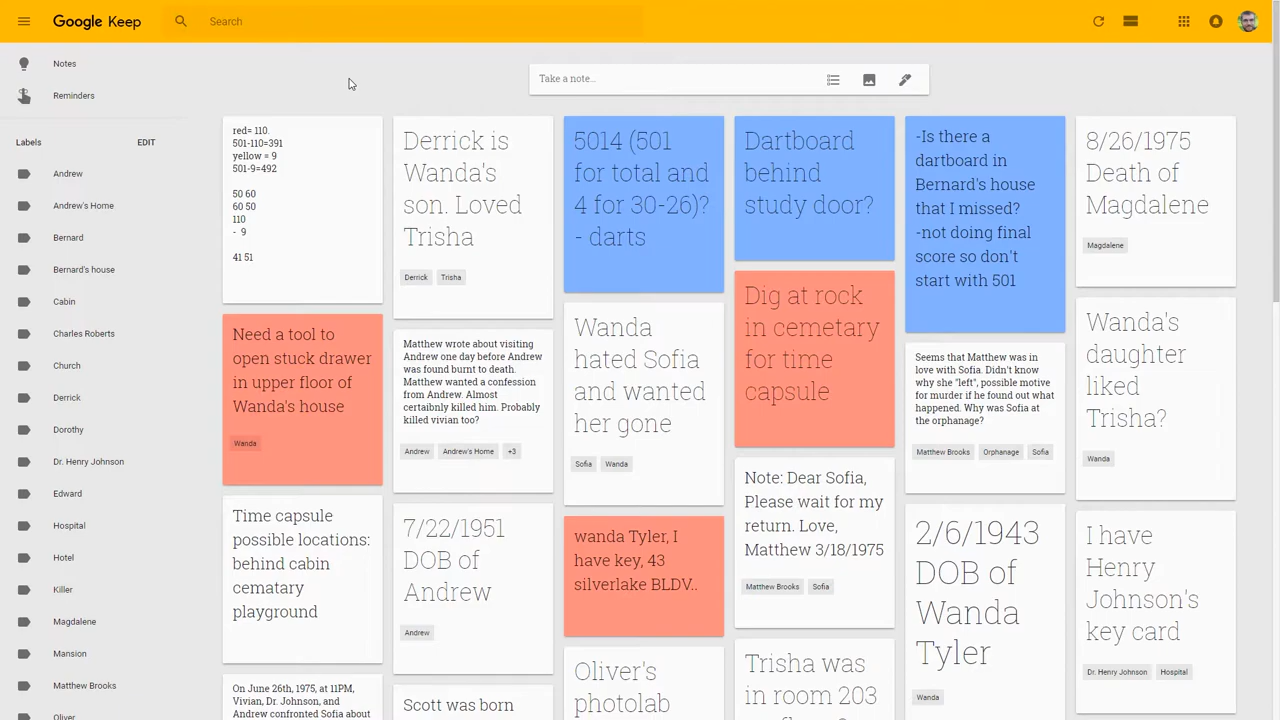 Google Keep
Search
Notes
Reminders
Labels EDIT
Andrew
Andrew's Home
Bernard
Bernard's house
Cabin
Charles Roberts
Church
Derrick
Dorothy
Dr. Henry Johnson
Edward
Hospital
Hotel
Killer
Magdalene
Mansion
Matthew Brooks
Oliver
Take a note...
red= 110.
501-110=391
yellow = 9
501-9=492
50 60
60 50
110
- 9
41 51
Need a tool to
open stuck drawer
in upper floor of
Wanda's house
Wanda
Time capsule
possible locations:
behind cabin
cematary
playground
On June 26th, 1975, at 11PM,
Vivian, Dr. Johnson, and
Andrew confronted Sofia about
Derrick is
Wanda's
son. Loved
Trisha
Derrick Trisha
Matthew wrote about visiting
Andrew one day before Andrew
was found burnt to death.
Matthew wanted a confession
from Andrew. Almost
certaibnly killed him. Probably
killed vivian too?
Andrew Andrew's Home +3
7/22/1951
DOB of
Andrew
Andrew
Scott was born
5014 (501
for total and
4 for 30-26)?
- darts
Wanda
hated Sofia
and wanted
her gone
Sofia Wanda
wanda Tyler, I
have key, 43
silverlake BLDV..
Oliver's
photolab
Dartboard
behind
study door?
Dig at rock
in cemetary
for time
capsule
Note: Dear Sofia,
Please wait for my
return. Love,
Matthew 3/18/1975
Matthew Brooks Sofia
Trisha was
in room 203
-Is there a
dartboard in
Bernard's house
that I missed?
-not doing final
score so don't
start with 501
Seems that Matthew was in
love with Sofia. Didn't know
why she "left", possible motive
for murder if he found out what
happened. Why was Sofia at
the orphanage?
Matthew Brooks Orphanage Sofia
2/6/1943
DOB of
Wanda
Tyler
Wanda
8/26/1975
Death of
Magdalene
Magdalene
Wanda's
daughter
liked
Trisha?
Wanda
I have
Henry
Johnson's
key card
Dr. Henry Johnson Hospital